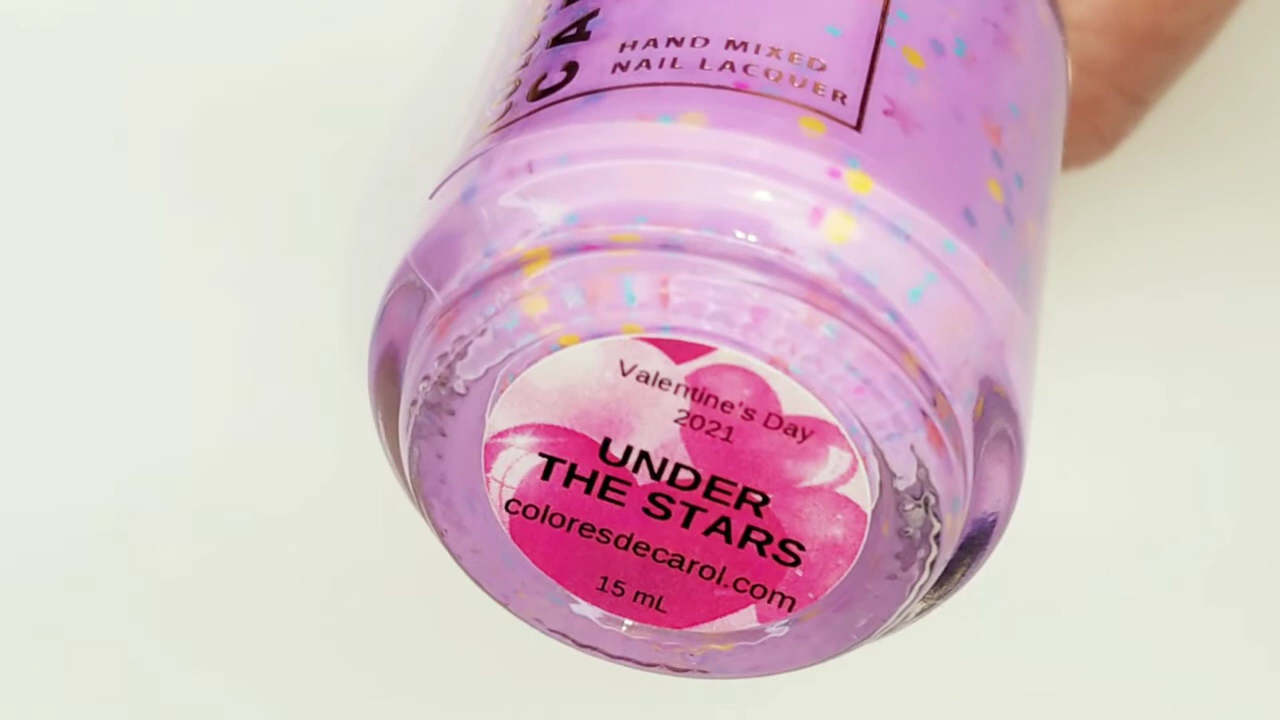 HAND MIXED
NAIL LACQUER
Valentine's Day
2021
UNDER
THE STARS
coloresdecarol.com
15 mL